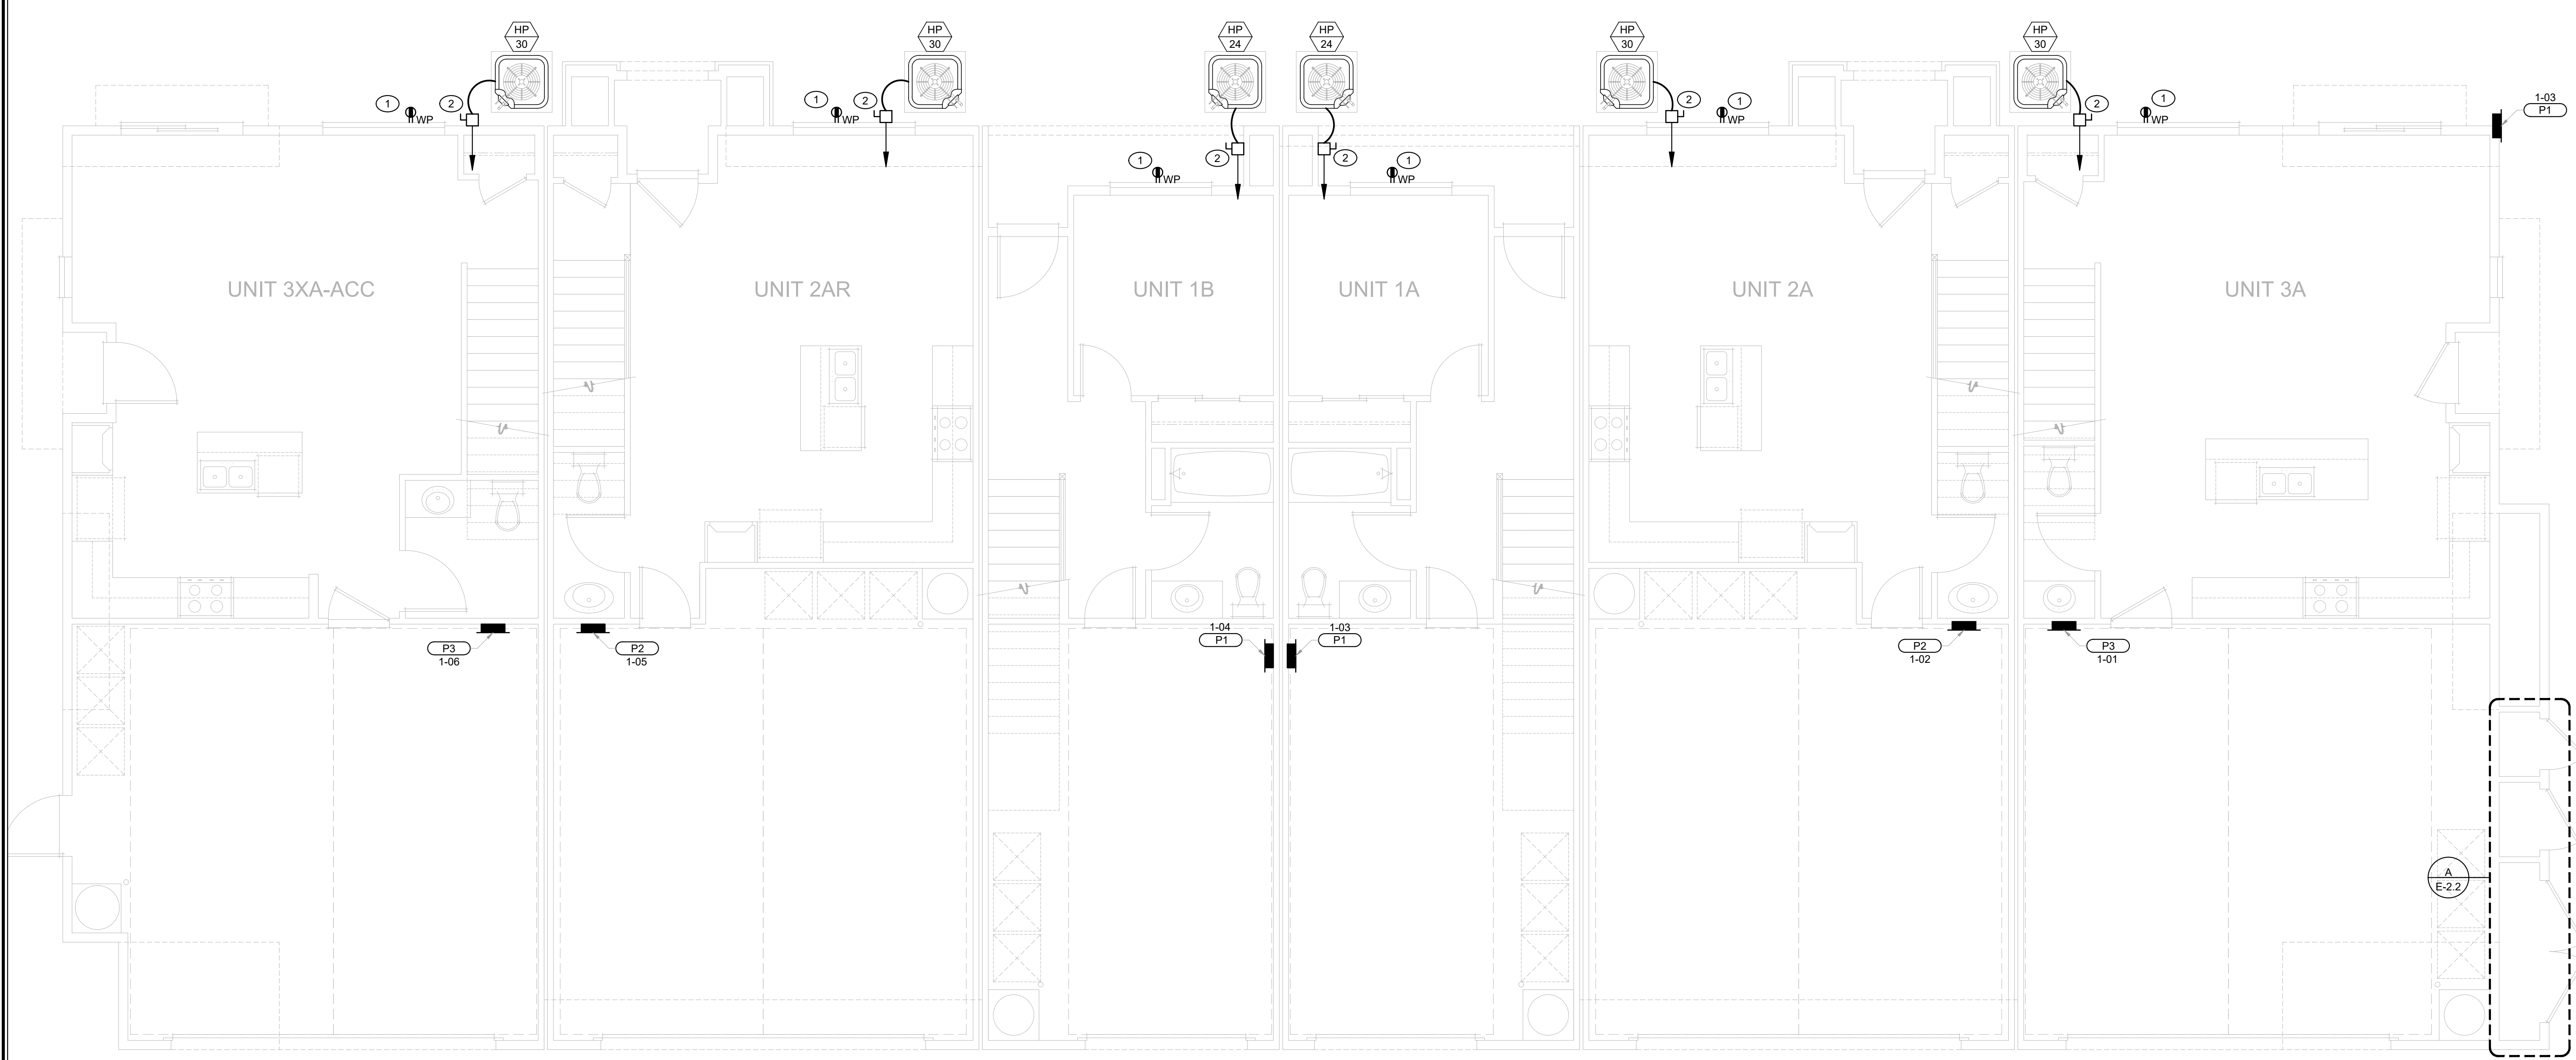 HP
30
HP
30
HP
24
HP
24
HP
30
HP
30
1
2
WP
1
2
WP
1
2
WP
2
1
WP
2
1
WP
2
1
WP
1-03
P1
UNIT 3XA-ACC
UNIT 2AR
UNIT 1B
UNIT 1A
UNIT 2A
UNIT 3A
P3
1-06
P2
1-05
1-04
P1
1-03
P1
P2
1-02
P3
1-01
A
E-2.2